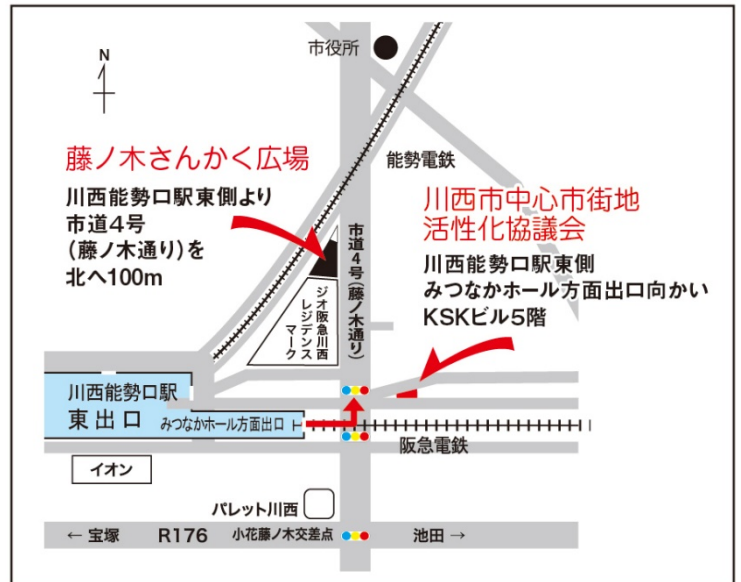 市役所
N
藤ノ木さんかく広場
川西能勢口駅東側より
市道4号
(藤ノ木通り)を
北へ100m
能勢電鉄
川西市中心市街地
活性化協議会
川西能勢口駅東側
みつなかホール方面出口向かい
KSKビル5階
市道4号(藤ノ木通り)
ジオ阪急川西
レジデンス
マーク
川西能勢口駅
東出口
みつなかホール方面出口
阪急電鉄
イオン
パレット川西
← 宝塚
R176
小花藤ノ木交差点
池田 →